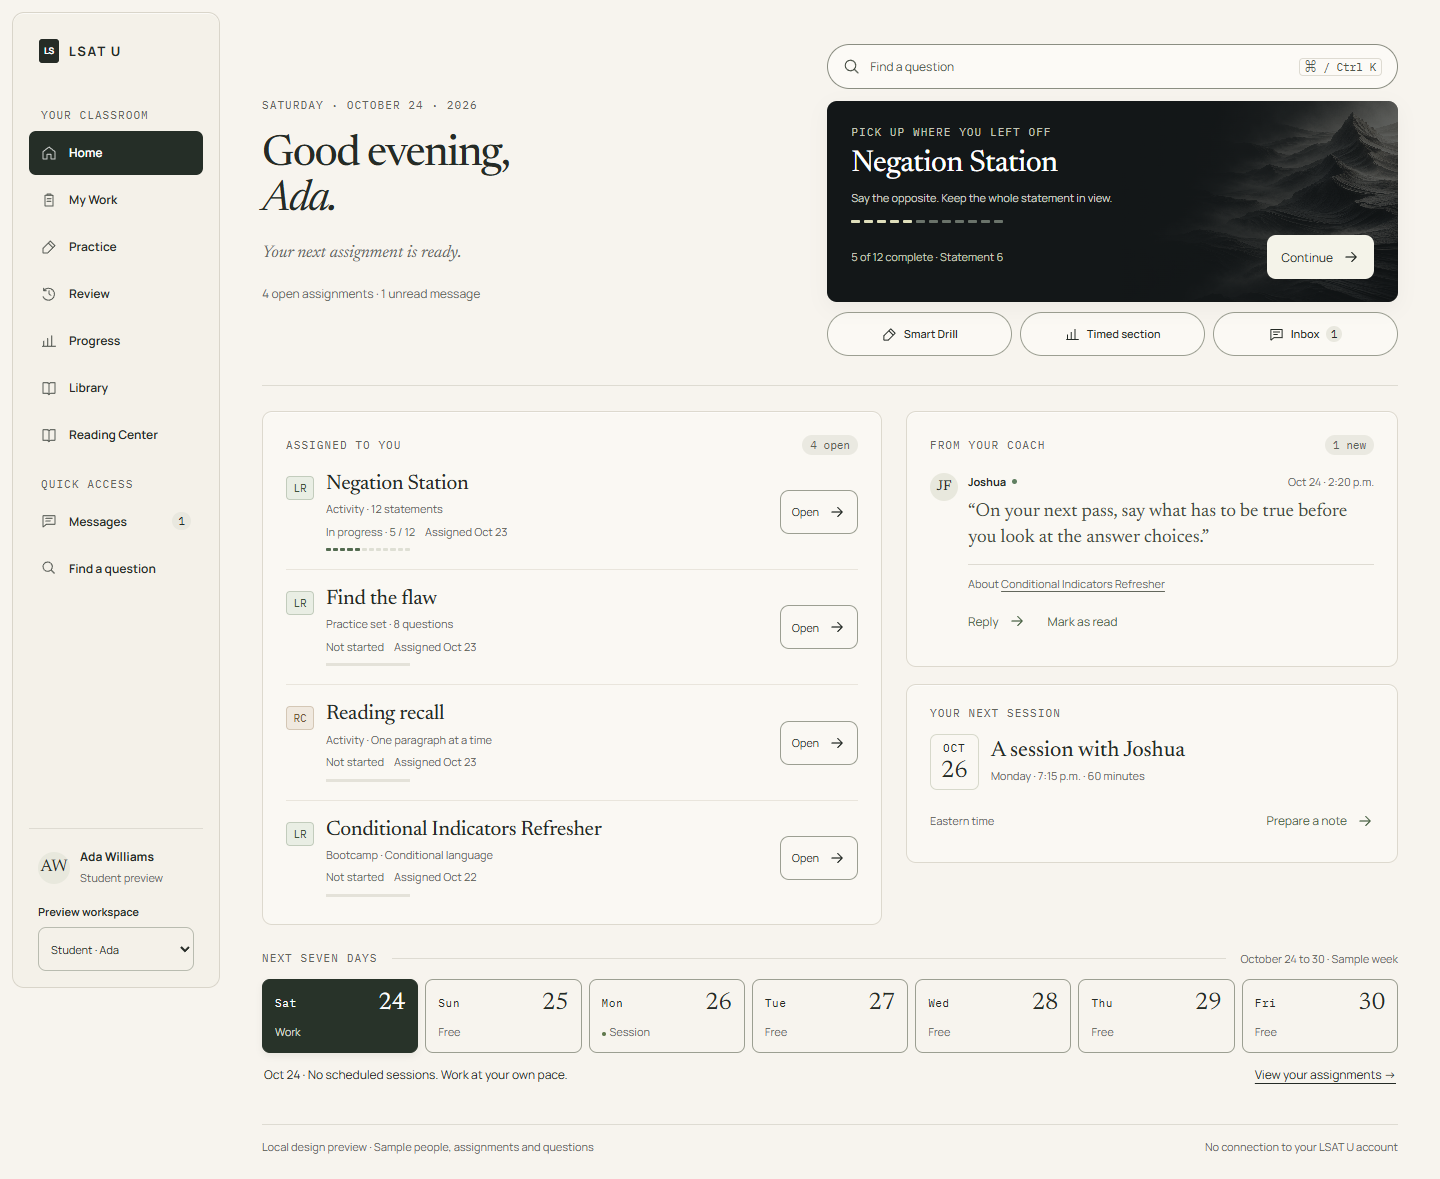 LS LSAT U
YOUR CLASSROOM
Home
My Work
Practice
Review
Progress
Library
Reading Center
QUICK ACCESS
Messages 1
Find a question
AW Ada Williams
Student preview
Preview workspace
Student · Ada
SATURDAY · OCTOBER 24 · 2026
Good evening,
Ada.
Your next assignment is ready.
4 open assignments · 1 unread message
Find a question ⌘ / Ctrl K
PICK UP WHERE YOU LEFT OFF
Negation Station
Say the opposite. Keep the whole statement in view.
5 of 12 complete · Statement 6
Continue →
Smart Drill
Timed section
Inbox 1
ASSIGNED TO YOU 4 open
LR Negation Station
Activity · 12 statements
In progress · 5 / 12 Assigned Oct 23
Open →
LR Find the flaw
Practice set · 8 questions
Not started Assigned Oct 23
Open →
RC Reading recall
Activity · One paragraph at a time
Not started Assigned Oct 23
Open →
LR Conditional Indicators Refresher
Bootcamp · Conditional language
Not started Assigned Oct 22
Open →
FROM YOUR COACH 1 new
JF Joshua Oct 24 · 2:20 p.m.
“On your next pass, say what has to be true before
you look at the answer choices.”
About Conditional Indicators Refresher
Reply → Mark as read
YOUR NEXT SESSION
OCT
26
A session with Joshua
Monday · 7:15 p.m. · 60 minutes
Eastern time Prepare a note →
NEXT SEVEN DAYS October 24 to 30 · Sample week
Sat 24
Work
Sun 25
Free
Mon 26
Session
Tue 27
Free
Wed 28
Free
Thu 29
Free
Fri 30
Free
Oct 24 · No scheduled sessions. Work at your own pace. View your assignments →
Local design preview · Sample people, assignments and questions No connection to your LSAT U account